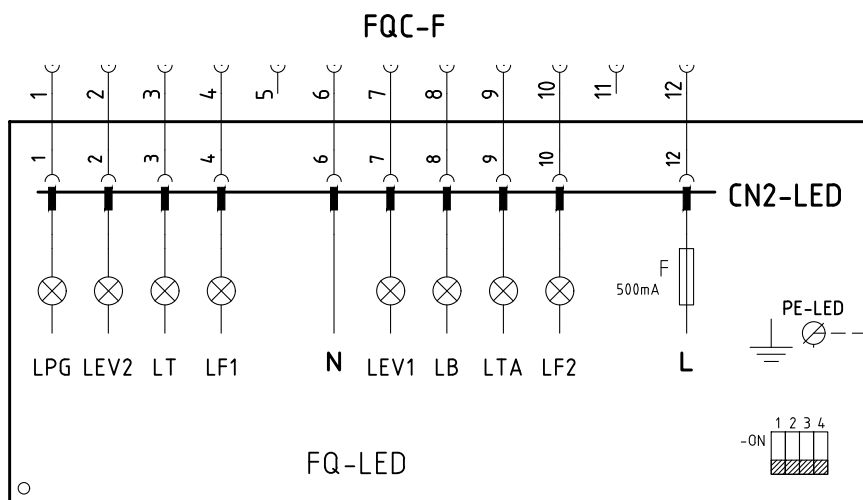 FQC-F
1 2 3 4 5 6 7 8 9 10 11 12
1 2 3 4 6 7 8 9 10 12
CN2-LED
F
500mA
PE-LED
LPG LEV2 LT LF1 N LEV1 LB LTA LF2 L
1 2 3 4
-ON
FQ-LED